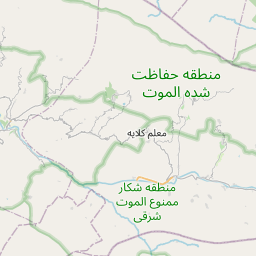 منطقه حفاظت
شده الموت
معلم کلایه
منطقه شکار
ممنوع الموت
شرقی